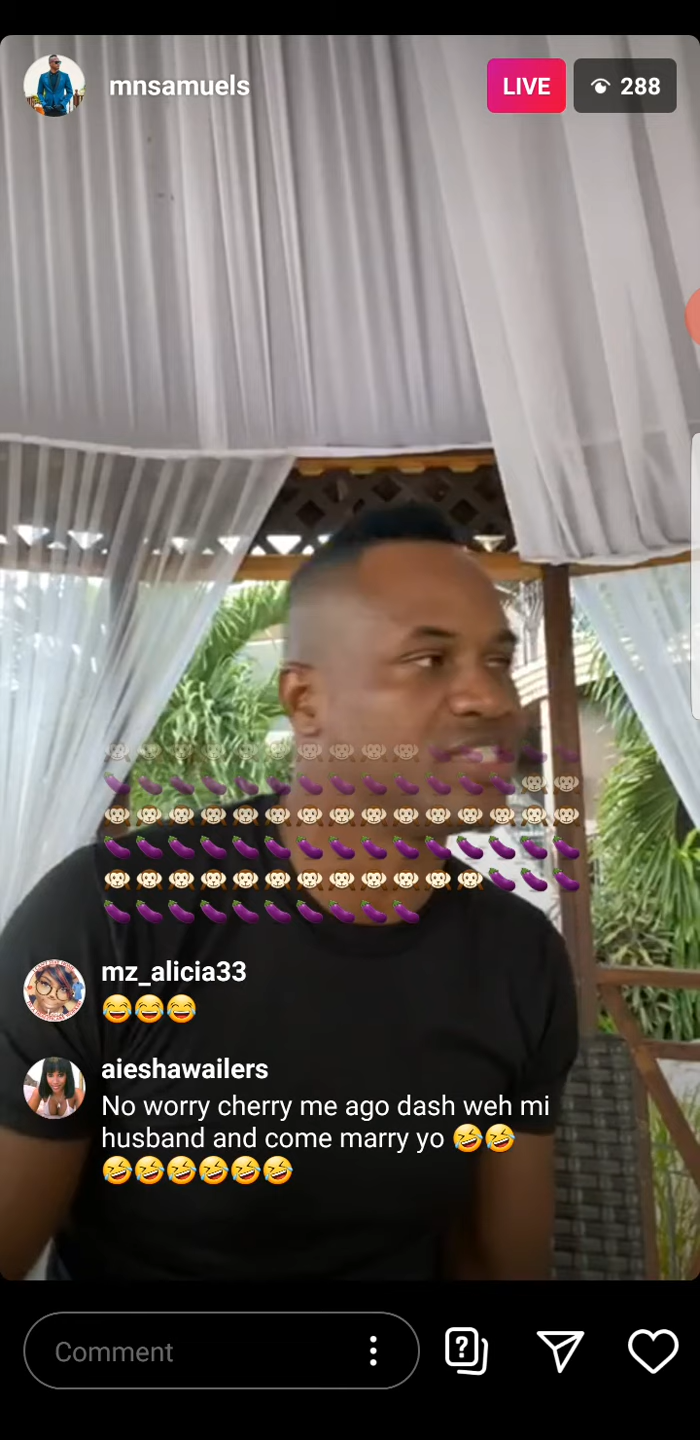 mnsamuels
LIVE
288
🐵🐵🐵🐵🐵🐵🐵🐵🐵🐵🍆🍆🍆🍆🍆
🍆🍆🍆🍆🍆🍆🍆🍆🍆🍆🍆🍆🍆🐵🐵
🐵🐵🐵🐵🐵🐵🐵🐵🐵🐵🐵🐵🐵🐵🐵
🍆🍆🍆🍆🍆🍆🍆🍆🍆🍆🍆🍆🍆🍆🍆
🐵🐵🐵🐵🐵🐵🐵🐵🐵🐵🐵🐵🍆🍆🍆
🍆🍆🍆🍆🍆🍆🍆🍆🍆🍆
mz_alicia33
😂😂😂
aieshawailers
No worry cherry me ago dash weh mi
husband and come marry yo 🤣🤣
🤣🤣🤣🤣🤣🤣
Comment